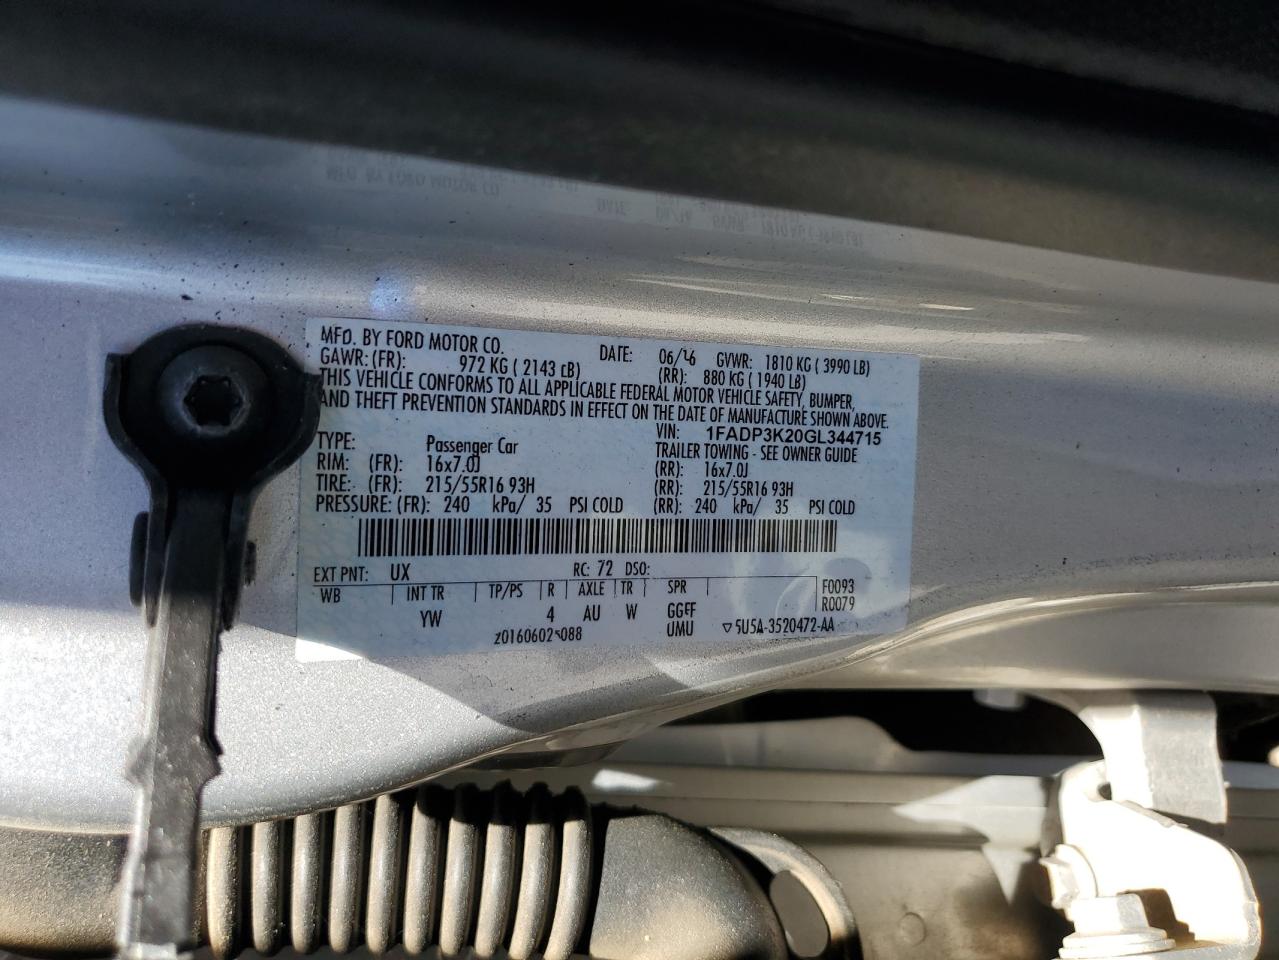 MFD. BY FORD MOTOR CO. DATE: 06/16 GVWR: 1810 KG ( 3990 LB)
GAWR: (FR): 972 KG ( 2143 LB) (RR): 880 KG ( 1940 LB)
THIS VEHICLE CONFORMS TO ALL APPLICABLE FEDERAL MOTOR VEHICLE SAFETY, BUMPER,
AND THEFT PREVENTION STANDARDS IN EFFECT ON THE DATE OF MANUFACTURE SHOWN ABOVE.
VIN: 1FADP3K20GL344715
TYPE: Passenger Car TRAILER TOWING - SEE OWNER GUIDE
RIM: (FR): 16x7.0J (RR): 16x7.0J
TIRE: (FR): 215/55R16 93H (RR): 215/55R16 93H
PRESSURE: (FR): 240 kPa/ 35 PSI COLD (RR): 240 kPa/ 35 PSI COLD
EXT PNT: UX RC: 72 DSO:
WB INT TR TP/PS R AXLE TR SPR F0093
YW 4 AU W GGFF R0079
UMU ▽5U5A-3520472-AA